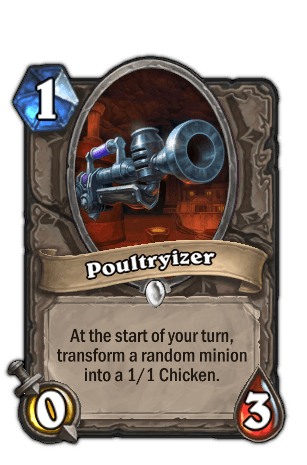 1
Poultryizer
At the start of your turn,
transform a random minion
into a 1/1 Chicken.
0
3